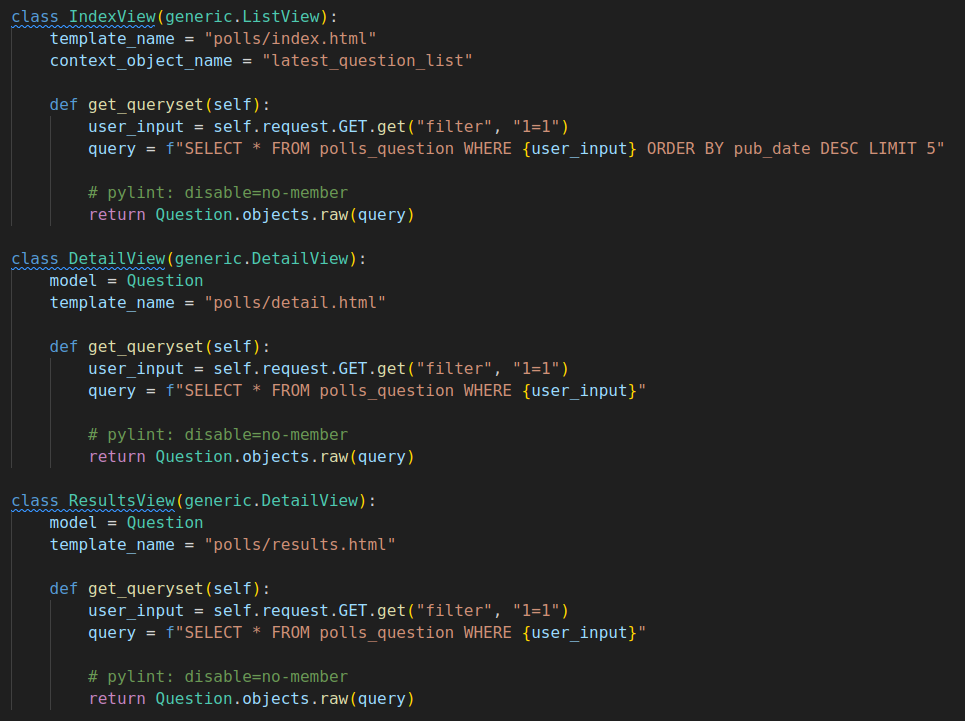 class IndexView(generic.ListView):
    template_name = "polls/index.html"
    context_object_name = "latest_question_list"

    def get_queryset(self):
        user_input = self.request.GET.get("filter", "1=1")
        query = f"SELECT * FROM polls_question WHERE {user_input} ORDER BY pub_date DESC LIMIT 5"

        # pylint: disable=no-member
        return Question.objects.raw(query)

class DetailView(generic.DetailView):
    model = Question
    template_name = "polls/detail.html"

    def get_queryset(self):
        user_input = self.request.GET.get("filter", "1=1")
        query = f"SELECT * FROM polls_question WHERE {user_input}"

        # pylint: disable=no-member
        return Question.objects.raw(query)

class ResultsView(generic.DetailView):
    model = Question
    template_name = "polls/results.html"

    def get_queryset(self):
        user_input = self.request.GET.get("filter", "1=1")
        query = f"SELECT * FROM polls_question WHERE {user_input}"

        # pylint: disable=no-member
        return Question.objects.raw(query)